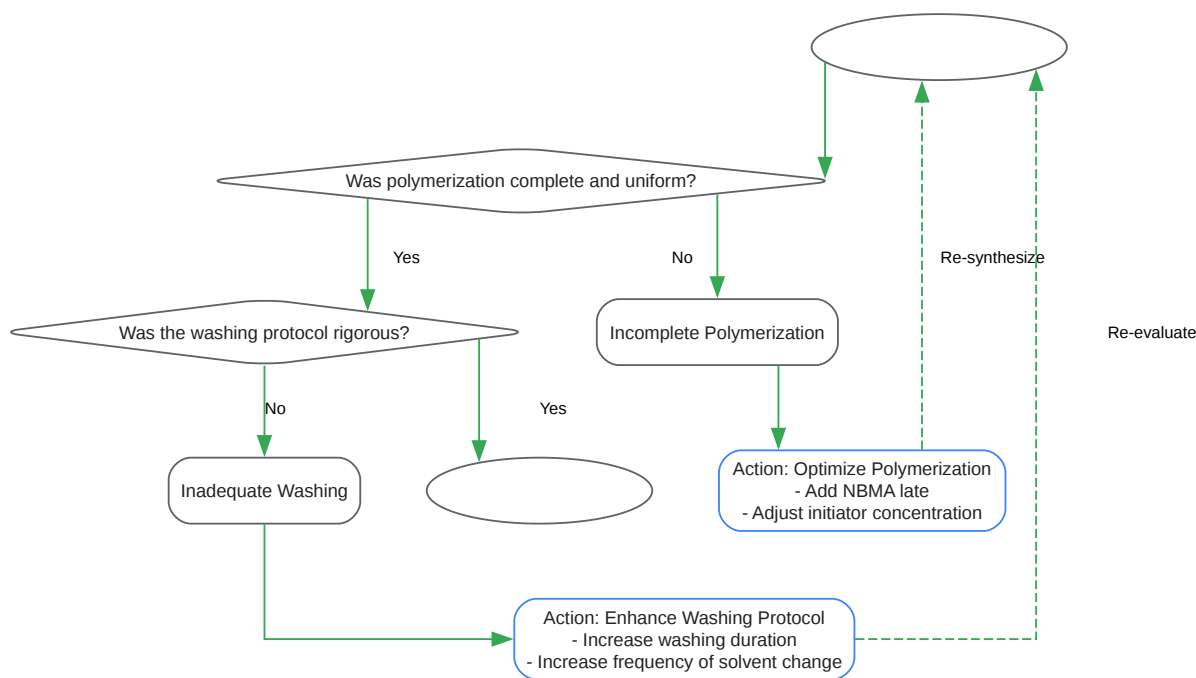 Was polymerization complete and uniform?
Yes
No
Re-synthesize
Was the washing protocol rigorous?
Incomplete Polymerization
Re-evaluate
No
Yes
Inadequate Washing
Action: Optimize Polymerization
- Add NBMA late
- Adjust initiator concentration
Action: Enhance Washing Protocol
- Increase washing duration
- Increase frequency of solvent change